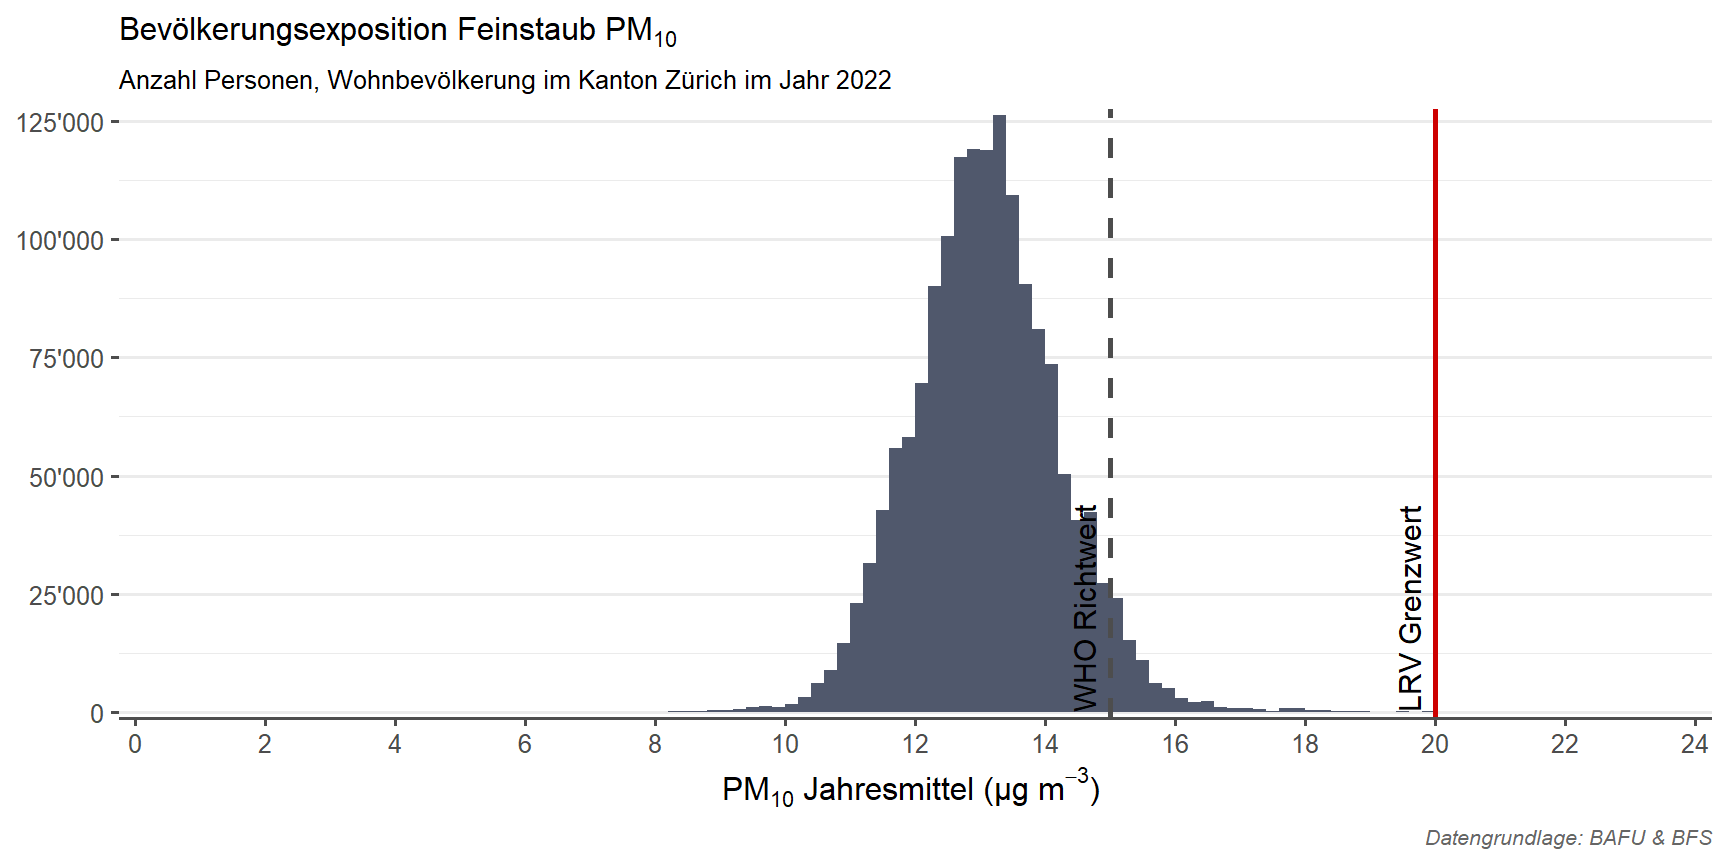 Bevölkerungsexposition Feinstaub PM₁₀
Anzahl Personen, Wohnbevölkerung im Kanton Zürich im Jahr 2022
125'000
100'000
75'000
50'000
25'000
0
WHO Richtwert
LRV Grenzwert
0 2 4 6 8 10 12 14 16 18 20 22 24
PM₁₀ Jahresmittel (µg m⁻³)
Datengrundlage: BAFU & BFS